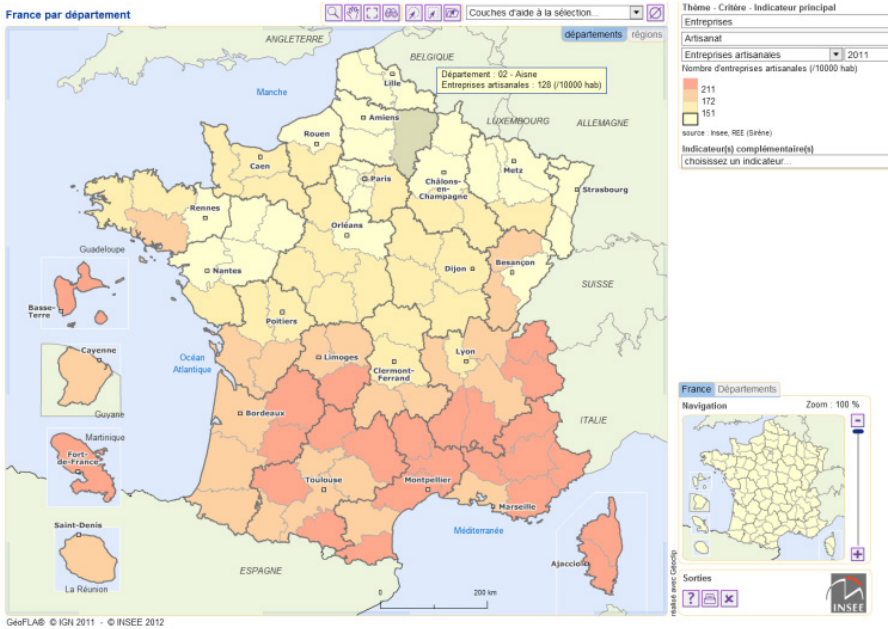 France par département
Couches d'aide à la sélection...
départements
régions
ANGLETERRE
BELGIQUE
Lille
Département : 02 - Aisne
Entreprises artisanales : 128 (/10000 hab)
Manche
Amiens
LUXEMBOURG
ALLEMAGNE
Rouen
Caen
Paris
Châlons-
en-
Champagne
Metz
Strasbourg
Rennes
Orléans
Guadeloupe
Nantes
Dijon
Besançon
SUISSE
Basse-
Terre
Poitiers
Cayenne
Océan
Atlantique
Limoges
Lyon
Clermont-
Ferrand
Guyane
Bordeaux
ITALIE
Martinique
Fort-
de-France
Toulouse
Montpellier
Marseille
Saint-Denis
Méditerranée
Ajaccio
La Réunion
ESPAGNE
0
200 km
GéoFLA® © IGN 2011 - © INSEE 2012
Thème - Critère - Indicateur principal
Entreprises
Artisanat
Entreprises artisanales
2011
Nombre d'entreprises artisanales (/10000 hab)
211
172
151
source : Insee, REE (Sirène)
Indicateur(s) complémentaire(s)
choisissez un indicateur...
France
Départements
Navigation
Zoom : 100 %
réalisé avec Géoclip
Sorties
INSEE